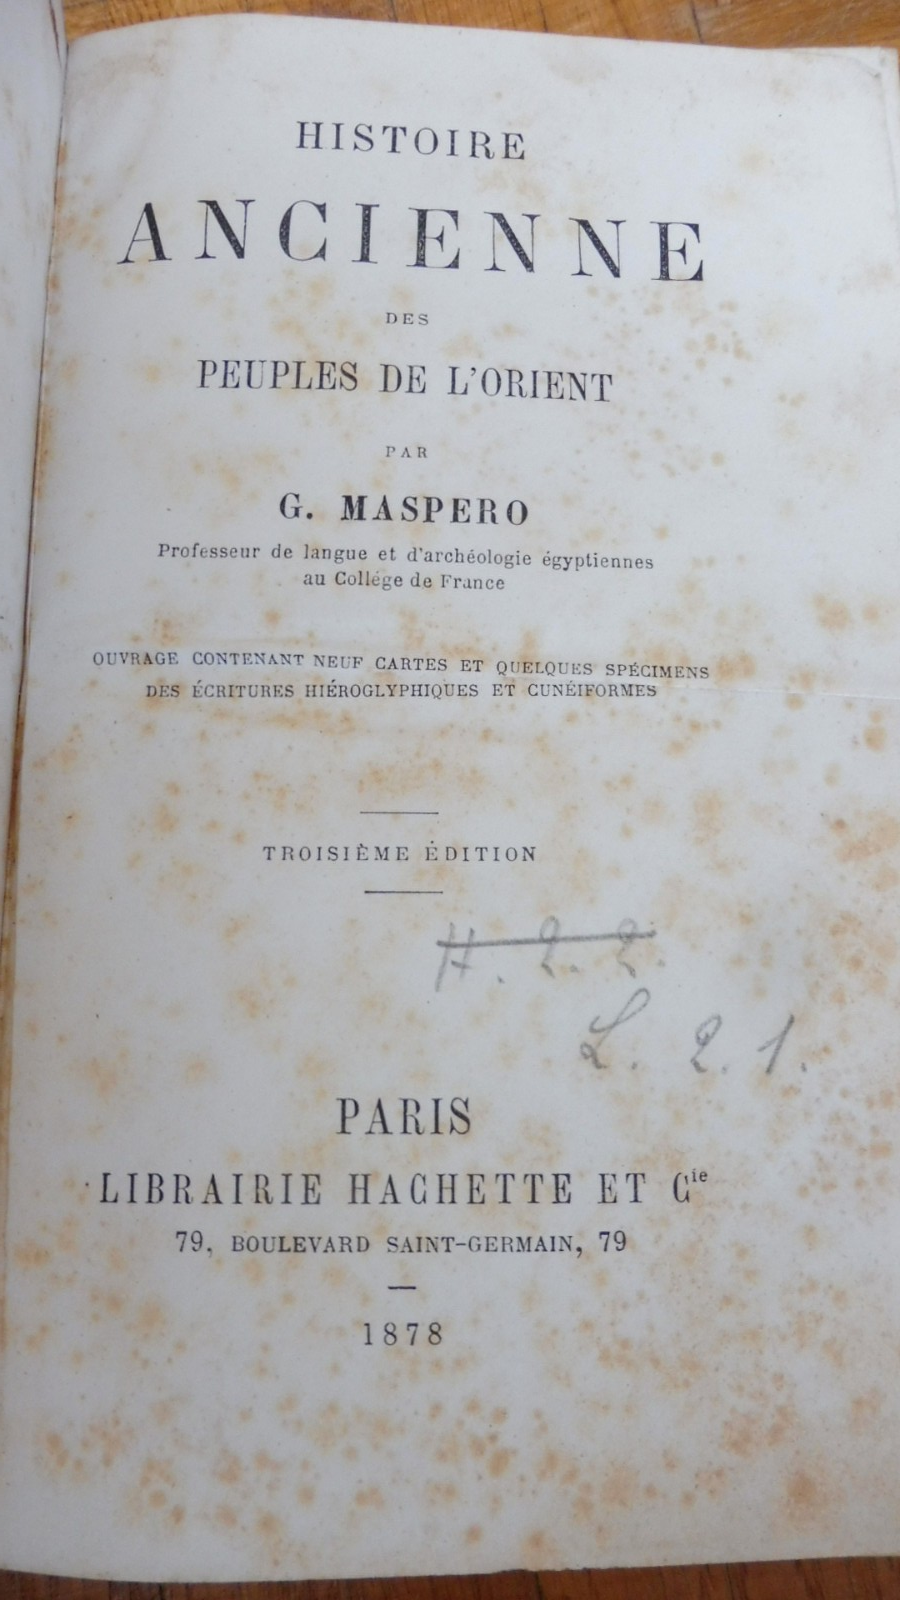 HISTOIRE
ANCIENNE
DES
PEUPLES DE L'ORIENT
PAR
G. MASPERO
Professeur de langue et d'archéologie égyptiennes
au Collége de France
OUVRAGE CONTENANT NEUF CARTES ET QUELQUES SPÉCIMENS
DES ÉCRITURES HIÉROGLYPHIQUES ET CUNÉIFORMES
TROISIÈME ÉDITION
H. 2. 2.
L. 2. 1.
PARIS
LIBRAIRIE HACHETTE ET Cie
79, BOULEVARD SAINT-GERMAIN, 79
1878